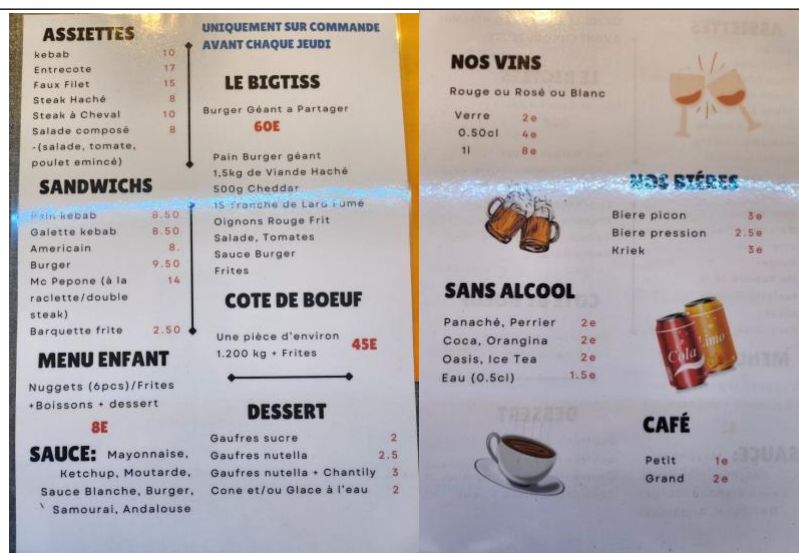 ASSIETTES
kebab 10
Entrecote 17
Faux Filet 15
Steak Haché 8
Steak à Cheval 10
Salade composé 8
-(salade, tomate,
poulet emincé)
SANDWICHS
Pain kebab 8.50
Galette kebab 8.50
Americain 8.
Burger 9.50
Mc Pepone (à la 14
raclette/double
steak)
Barquette frite 2.50
MENU ENFANT
Nuggets (6pcs)/Frites
+Boissons + dessert
8E
SAUCE: Mayonnaise,
Ketchup, Moutarde,
Sauce Blanche, Burger,
Samourai, Andalouse
UNIQUEMENT SUR COMMANDE
AVANT CHAQUE JEUDI
LE BIGTISS
Burger Géant a Partager
60E
Pain Burger géant
1,5kg de Viande Haché
500g Cheddar
15 Tranche de Lard Fumé
Oignons Rouge Frit
Salade, Tomates
Sauce Burger
Frites
COTE DE BOEUF
Une pièce d'environ
1.200 kg + Frites 45E
DESSERT
Gaufres sucre 2
Gaufres nutella 2.5
Gaufres nutella + Chantily 3
Cone et/ou Glace à l'eau 2
NOS VINS
Rouge ou Rosé ou Blanc
Verre 2e
0.50cl 4e
1l 8e
NOS BIÉRES
Biere picon 3e
Biere pression 2.5e
Kriek 3e
SANS ALCOOL
Panaché, Perrier 2e
Coca, Orangina 2e
Oasis, Ice Tea 2e
Eau (0.5cl) 1.5e
Cola
Limo
CAFÉ
Petit 1e
Grand 2e